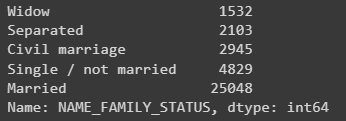 Widow 1532
Separated 2103
Civil marriage 2945
Single / not married 4829
Married 25048
Name: NAME_FAMILY_STATUS, dtype: int64